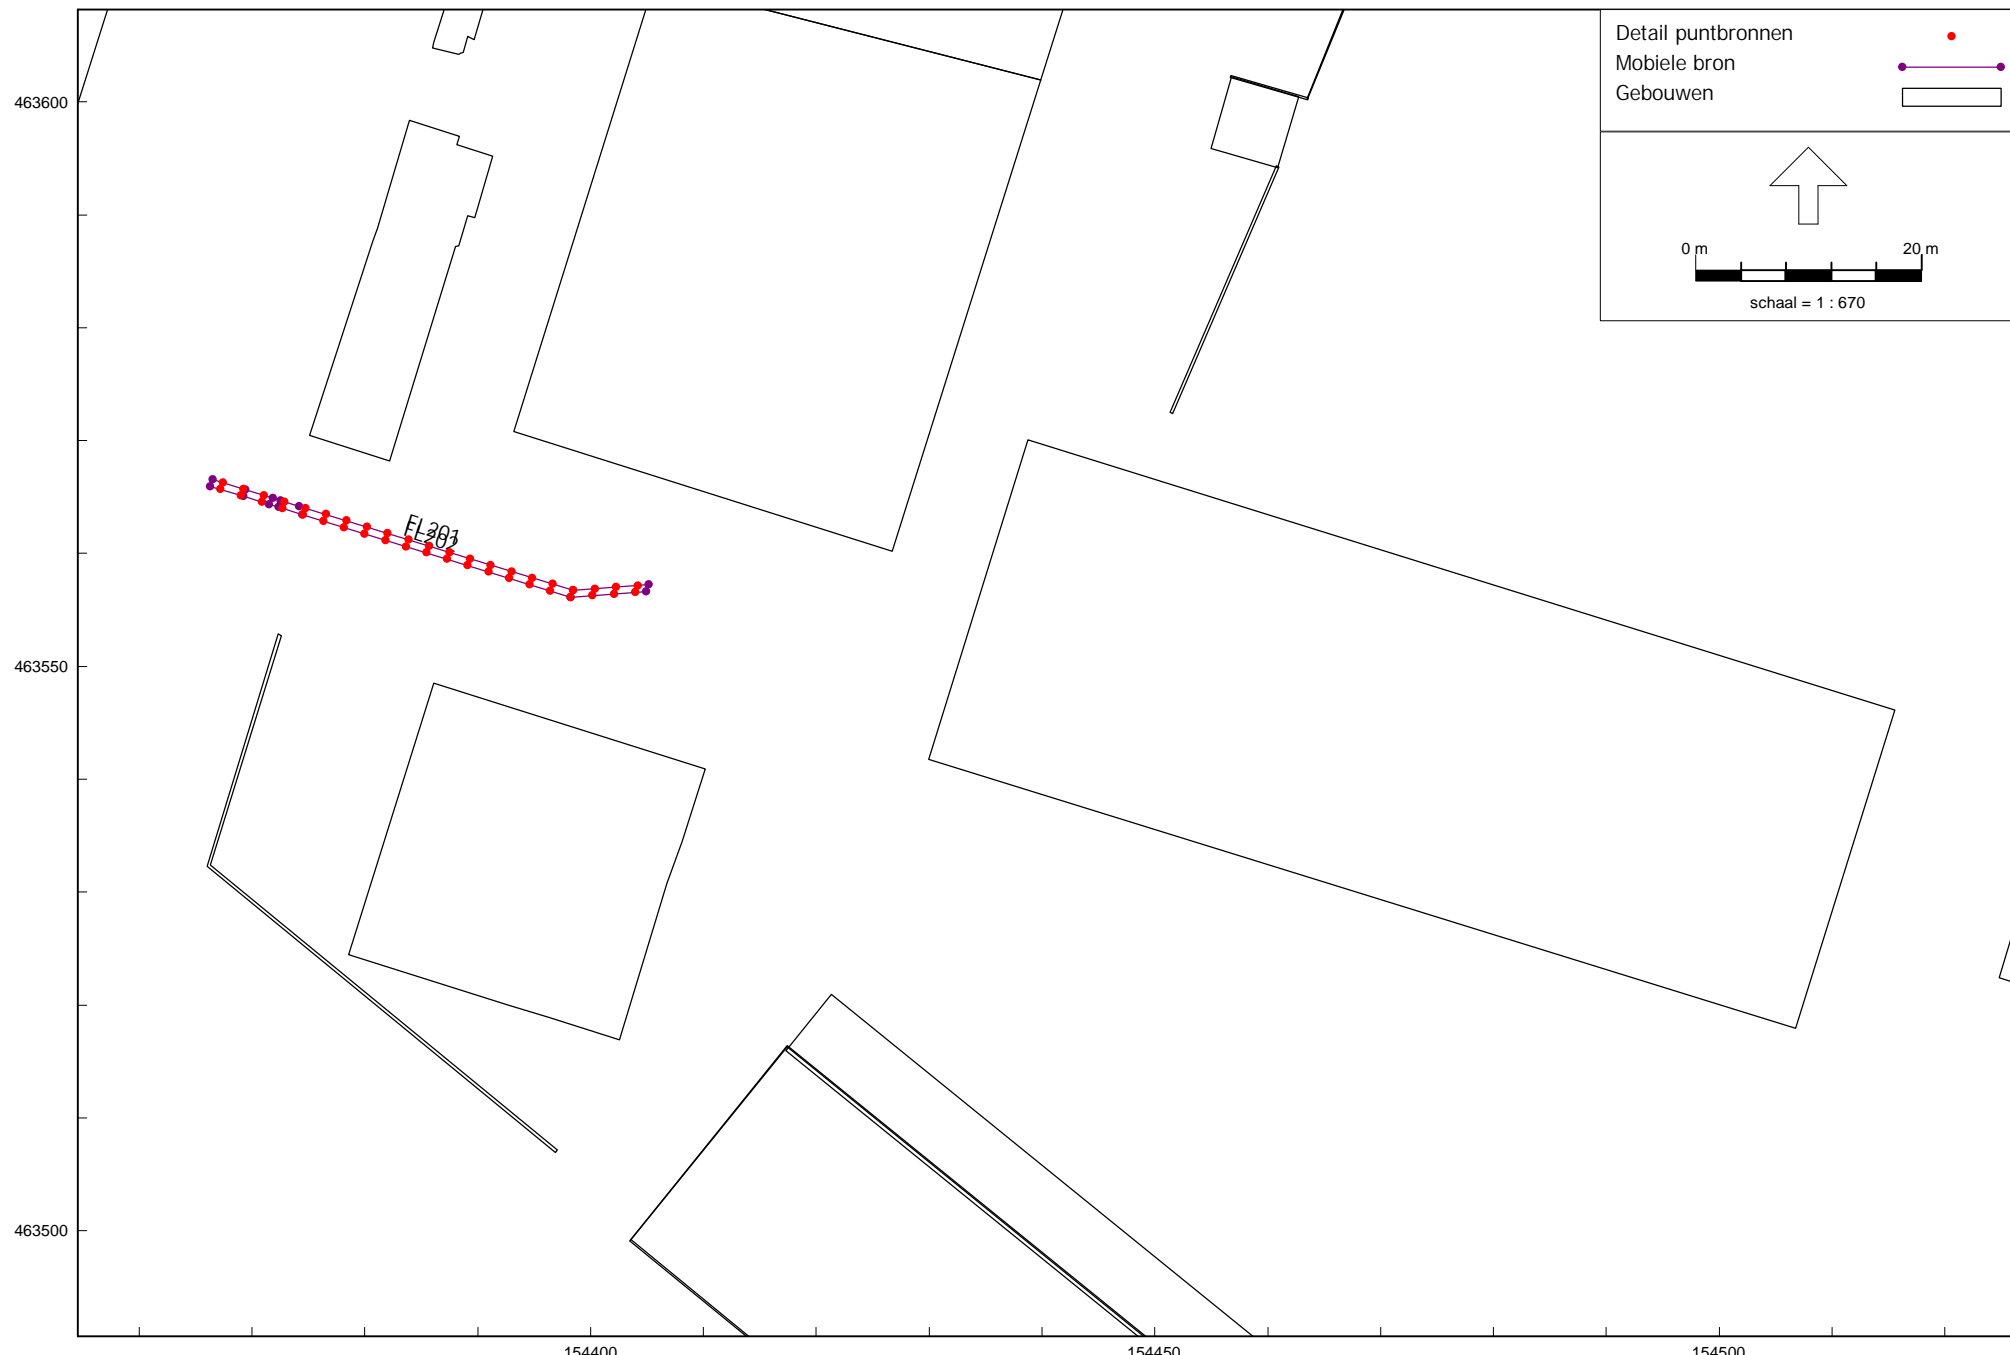 Detail puntbronnen
Mobiele bron
Gebouwen
0 m 20 m
schaal = 1 : 670
463600
463550
463500
FL201
FL202
154400 154450 154500